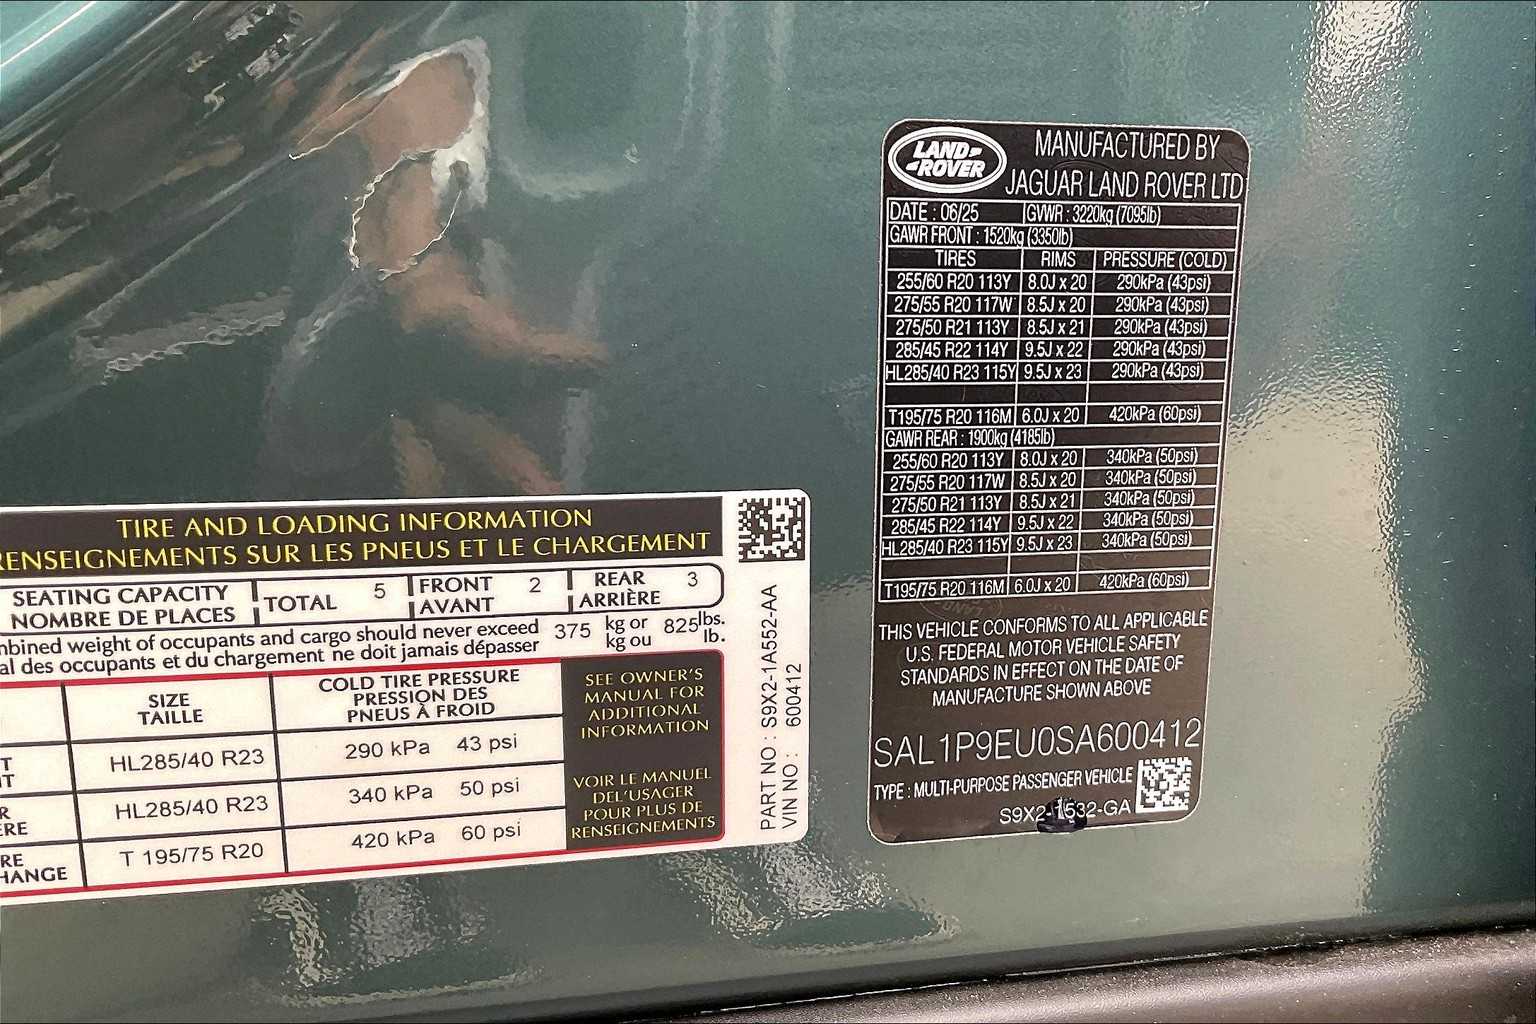 TIRE AND LOADING INFORMATION
RENSEIGNEMENTS SUR LES PNEUS ET LE CHARGEMENT
SEATING CAPACITY
NOMBRE DE PLACES
TOTAL 5
FRONT
AVANT
2
REAR
ARRIÈRE
3
mbined weight of occupants and cargo should never exceed
al des occupants et du chargement ne doit jamais dépasser
375 kg or
kg ou
825 lbs.
lb.
SIZE
TAILLE
COLD TIRE PRESSURE
PRESSION DES
PNEUS À FROID
HL285/40 R23 290 kPa 43 psi
HL285/40 R23 340 kPa 50 psi
T 195/75 R20 420 kPa 60 psi
RE
HANGE
SEE OWNER'S
MANUAL FOR
ADDITIONAL
INFORMATION
VOIR LE MANUEL
DEL'USAGER
POUR PLUS DE
RENSEIGNEMENTS
PART NO : S9X2-1A552-AA
VIN NO : 600412
LAND-
-ROVER
MANUFACTURED BY
JAGUAR LAND ROVER LTD
DATE : 06/25 GVWR : 3220kg (7095lb)
GAWR FRONT : 1520kg (3350lb)
TIRES RIMS PRESSURE (COLD)
255/60 R20 113Y 8.0J x 20 290kPa (43psi)
275/55 R20 117W 8.5J x 20 290kPa (43psi)
275/50 R21 113Y 8.5J x 21 290kPa (43psi)
285/45 R22 114Y 9.5J x 22 290kPa (43psi)
HL285/40 R23 115Y 9.5J x 23 290kPa (43psi)
T195/75 R20 116M 6.0J x 20 420kPa (60psi)
GAWR REAR : 1900kg (4185lb)
255/60 R20 113Y 8.0J x 20 340kPa (50psi)
275/55 R20 117W 8.5J x 20 340kPa (50psi)
275/50 R21 113Y 8.5J x 21 340kPa (50psi)
285/45 R22 114Y 9.5J x 22 340kPa (50psi)
HL285/40 R23 115Y 9.5J x 23 340kPa (50psi)
T195/75 R20 116M 6.0J x 20 420kPa (60psi)
THIS VEHICLE CONFORMS TO ALL APPLICABLE
U.S. FEDERAL MOTOR VEHICLE SAFETY
STANDARDS IN EFFECT ON THE DATE OF
MANUFACTURE SHOWN ABOVE
SAL1P9EU0SA600412
TYPE : MULTI-PURPOSE PASSENGER VEHICLE
S9X2-1532-GA